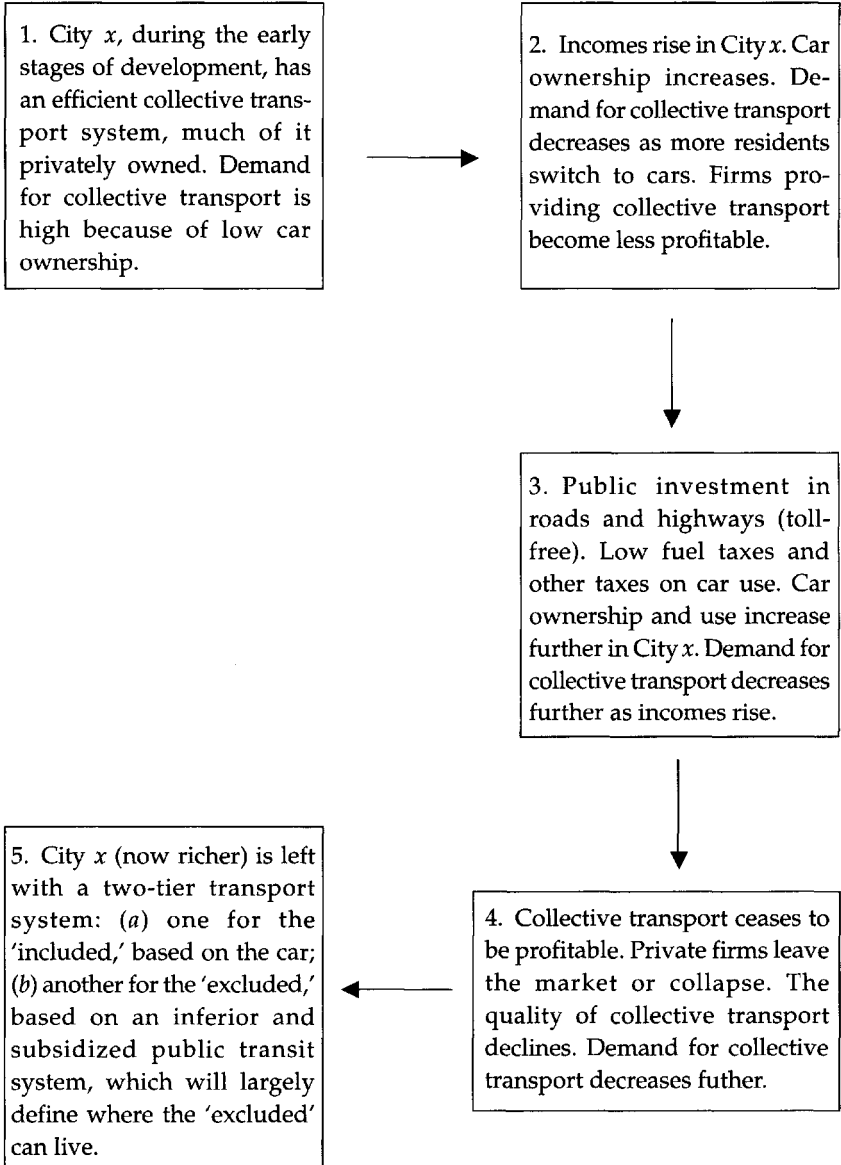 1. City x, during the early
stages of development, has
an efficient collective trans-
port system, much of it
privately owned. Demand
for collective transport is
high because of low car
ownership.
2. Incomes rise in City x. Car
ownership increases. De-
mand for collective transport
decreases as more residents
switch to cars. Firms pro-
viding collective transport
become less profitable.
3. Public investment in
roads and highways (toll-
free). Low fuel taxes and
other taxes on car use. Car
ownership and use increase
further in City x. Demand for
collective transport decreases
further as incomes rise.
4. Collective transport ceases to
be profitable. Private firms leave
the market or collapse. The
quality of collective transport
declines. Demand for collective
transport decreases futher.
5. City x (now richer) is left
with a two-tier transport
system: (a) one for the
'included,' based on the car;
(b) another for the 'excluded,'
based on an inferior and
subsidized public transit
system, which will largely
define where the 'excluded'
can live.